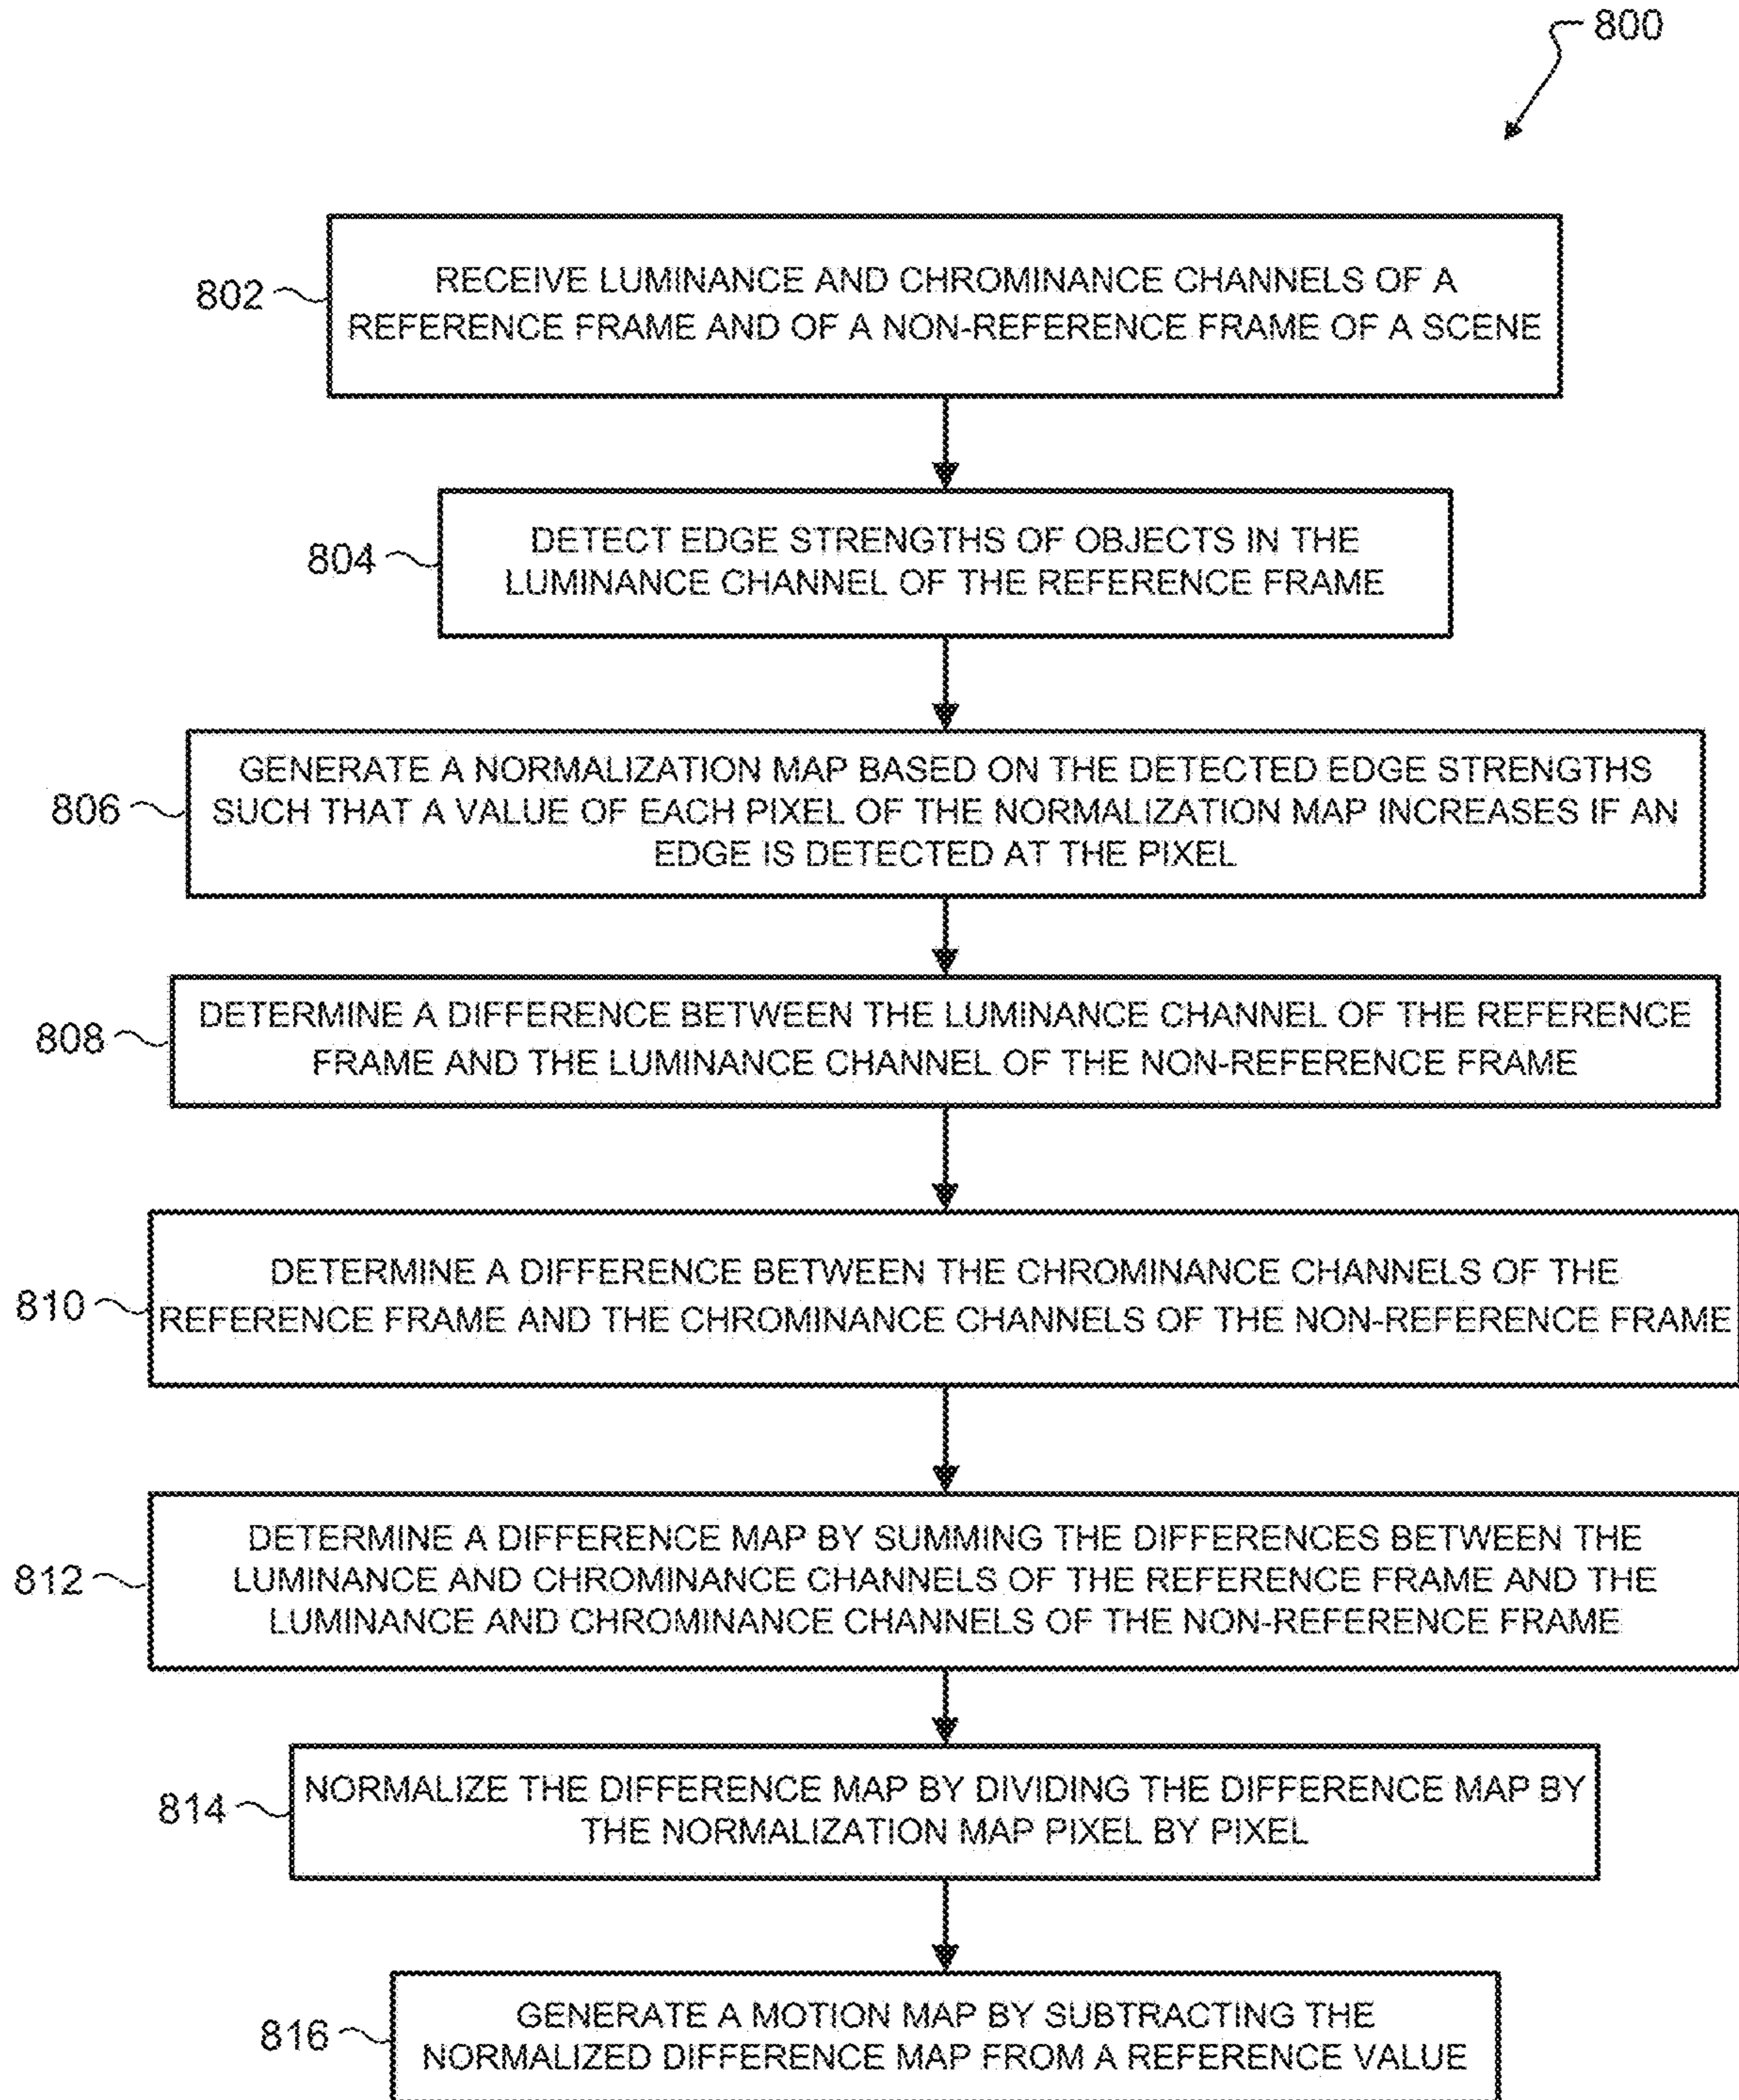 800
802
RECEIVE LUMINANCE AND CHROMINANCE CHANNELS OF A
REFERENCE FRAME AND OF A NON-REFERENCE FRAME OF A SCENE
804
DETECT EDGE STRENGTHS OF OBJECTS IN THE
LUMINANCE CHANNEL OF THE REFERENCE FRAME
806
GENERATE A NORMALIZATION MAP BASED ON THE DETECTED EDGE STRENGTHS
SUCH THAT A VALUE OF EACH PIXEL OF THE NORMALIZATION MAP INCREASES IF AN
EDGE IS DETECTED AT THE PIXEL
808
DETERMINE A DIFFERENCE BETWEEN THE LUMINANCE CHANNEL OF THE REFERENCE
FRAME AND THE LUMINANCE CHANNEL OF THE NON-REFERENCE FRAME
810
DETERMINE A DIFFERENCE BETWEEN THE CHROMINANCE CHANNELS OF THE
REFERENCE FRAME AND THE CHROMINANCE CHANNELS OF THE NON-REFERENCE FRAME
812
DETERMINE A DIFFERENCE MAP BY SUMMING THE DIFFERENCES BETWEEN THE
LUMINANCE AND CHROMINANCE CHANNELS OF THE REFERENCE FRAME AND THE
LUMINANCE AND CHROMINANCE CHANNELS OF THE NON-REFERENCE FRAME
814
NORMALIZE THE DIFFERENCE MAP BY DIVIDING THE DIFFERENCE MAP BY
THE NORMALIZATION MAP PIXEL BY PIXEL
816
GENERATE A MOTION MAP BY SUBTRACTING THE
NORMALIZED DIFFERENCE MAP FROM A REFERENCE VALUE